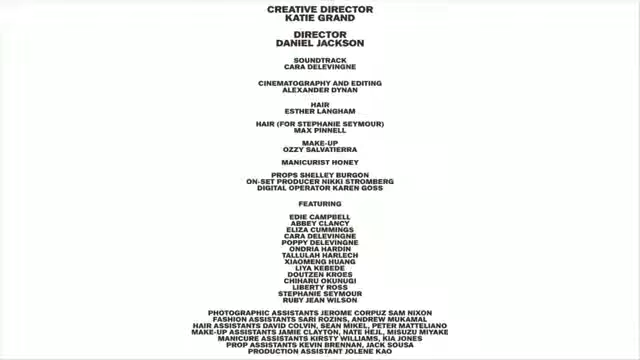 CREATIVE DIRECTOR
KATIE GRAND
DIRECTOR
DANIEL JACKSON
SOUNDTRACK
CARA DELEVINGNE
CINEMATOGRAPHY AND EDITING
ALEXANDER DYNAN
HAIR
ESTHER LANGHAM
HAIR (FOR STEPHANIE SEYMOUR)
MAX PINNELL
MAKE-UP
OZZY SALVATIERRA
MANICURIST HONEY
PROPS SHELLEY BURGON
ON-SET PRODUCER NIKKI STROMBERG
DIGITAL OPERATOR KAREN GOSS
FEATURING
EDIE CAMPBELL
ABBEY CLANCY
ELIZA CUMMINGS
CARA DELEVINGNE
POPPY DELEVINGNE
ONDRIA HARDIN
TALLULAH HARLECH
XIAOMENG HUANG
LIYA KEBEDE
DOUTZEN KROES
CHIHARU OKUNUGI
LIBERTY ROSS
STEPHANIE SEYMOUR
RUBY JEAN WILSON
PHOTOGRAPHIC ASSISTANTS JEROME CORPUZ SAM NIXON
FASHION ASSISTANTS SARI ROZINS, ANDREW MUKAMAL
HAIR ASSISTANTS DAVID COLVIN, SEAN MIKEL, PETER MATTELIANO
MAKE-UP ASSISTANTS JAMIE CLAYTON, NATE HEJL, MISUZU MIYAKE
MANICURE ASSISTANTS KIRSTY WILLIAMS, KIA JONES
PROP ASSISTANTS KEVIN BRENNAN, JACK SOUSA
PRODUCTION ASSISTANT JOLENE KAO